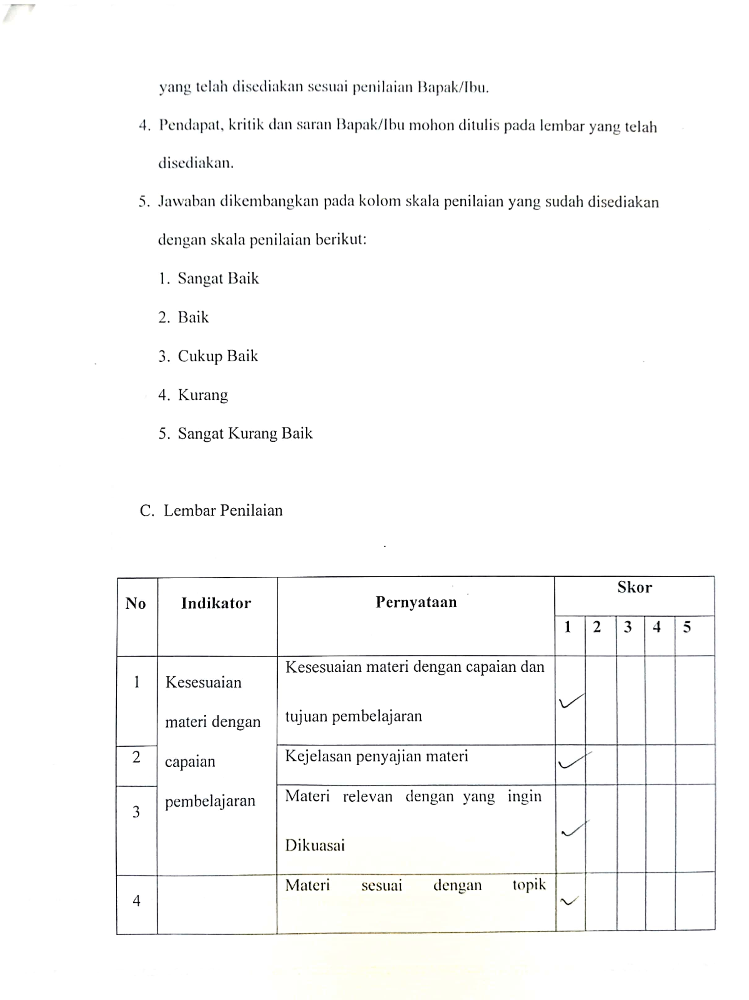 yang telah disediakan sesuai penilaian Bapak/Ibu.
4. Pendapat, kritik dan saran Bapak/Ibu mohon ditulis pada lembar yang telah
disediakan.
5. Jawaban dikembangkan pada kolom skala penilaian yang sudah disediakan
dengan skala penilaian berikut:
1. Sangat Baik
2. Baik
3. Cukup Baik
4. Kurang
5. Sangat Kurang Baik
C. Lembar Penilaian
No Indikator Pernyataan Skor
1 2 3 4 5
1 Kesesuaian materi dengan capaian pembelajaran
Kesesuaian materi dengan capaian dan
tujuan pembelajaran ✓
2 Kejelasan penyajian materi ✓
3 Materi relevan dengan yang ingin
Dikuasai ✓
4 Materi sesuai dengan topik ✓